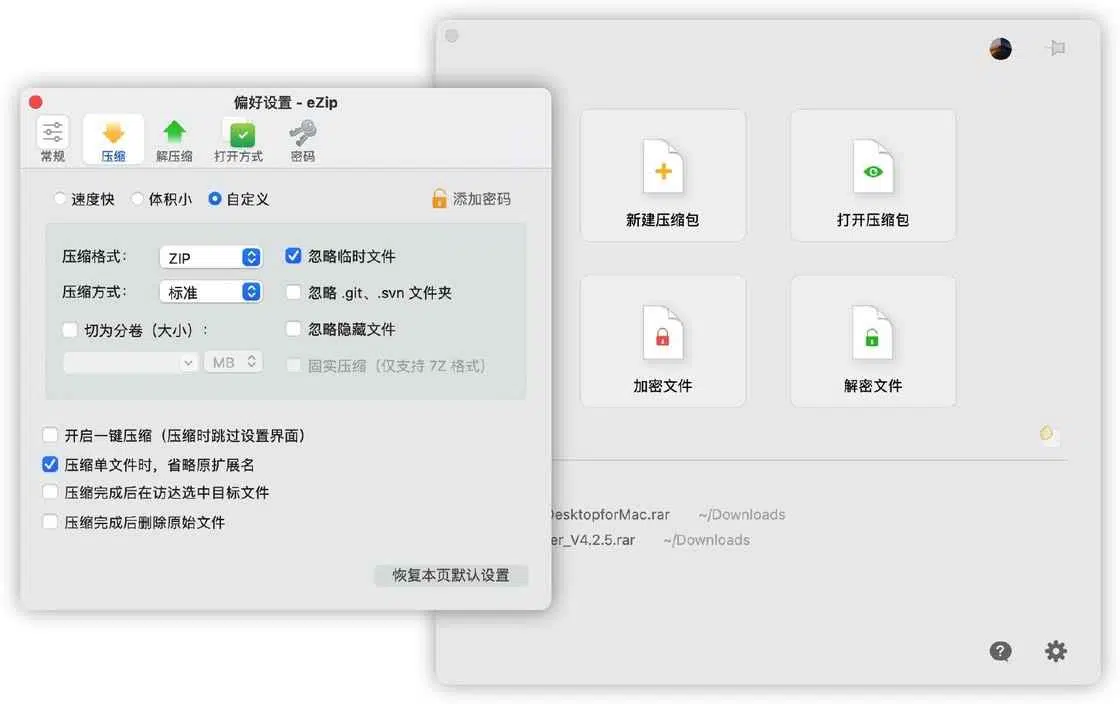 偏好设置 - eZip
常规 压缩 解压缩 打开方式 密码
速度快 体积小 自定义 添加密码
压缩格式： ZIP 忽略临时文件
压缩方式： 标准 忽略 .git、.svn 文件夹
切为分卷（大小）： 忽略隐藏文件
MB 固实压缩（仅支持 7Z 格式）
开启一键压缩（压缩时跳过设置界面）
压缩单文件时，省略原扩展名
压缩完成后在访达选中目标文件
压缩完成后删除原始文件
恢复本页默认设置
新建压缩包 打开压缩包
加密文件 解密文件
DesktopforMac.rar ~/Downloads
er_V4.2.5.rar ~/Downloads
?